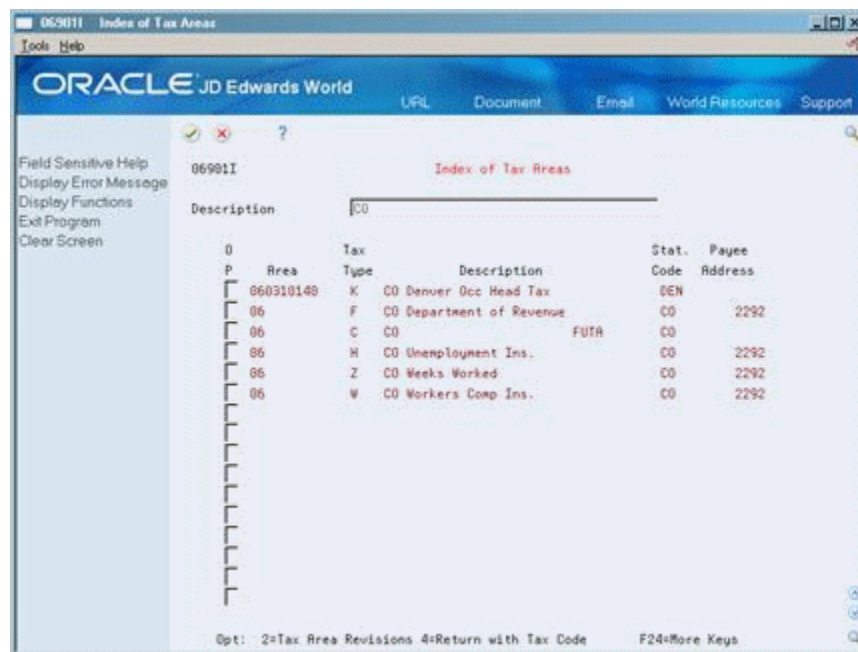 069011 Index of Tax Areas
Tools Help
ORACLE JD Edwards World
URL Document Email World Resources Support
?
Field Sensitive Help
Display Error Message
Display Functions
Exit Program
Clear Screen
06901I Index of Tax Areas
Description CO
O Tax Stat. Payee
P Area Type Description Code Address
060310140 K CO Denver Occ Head Tax DEN
06 F CO Department of Revenue CO 2292
06 C CO FUTA CO
06 H CO Unemployment Ins. CO 2292
06 Z CO Weeks Worked CO 2292
06 W CO Workers Comp Ins. CO 2292
Opt: 2=Tax Area Revisions 4=Return with Tax Code F24=More Keys